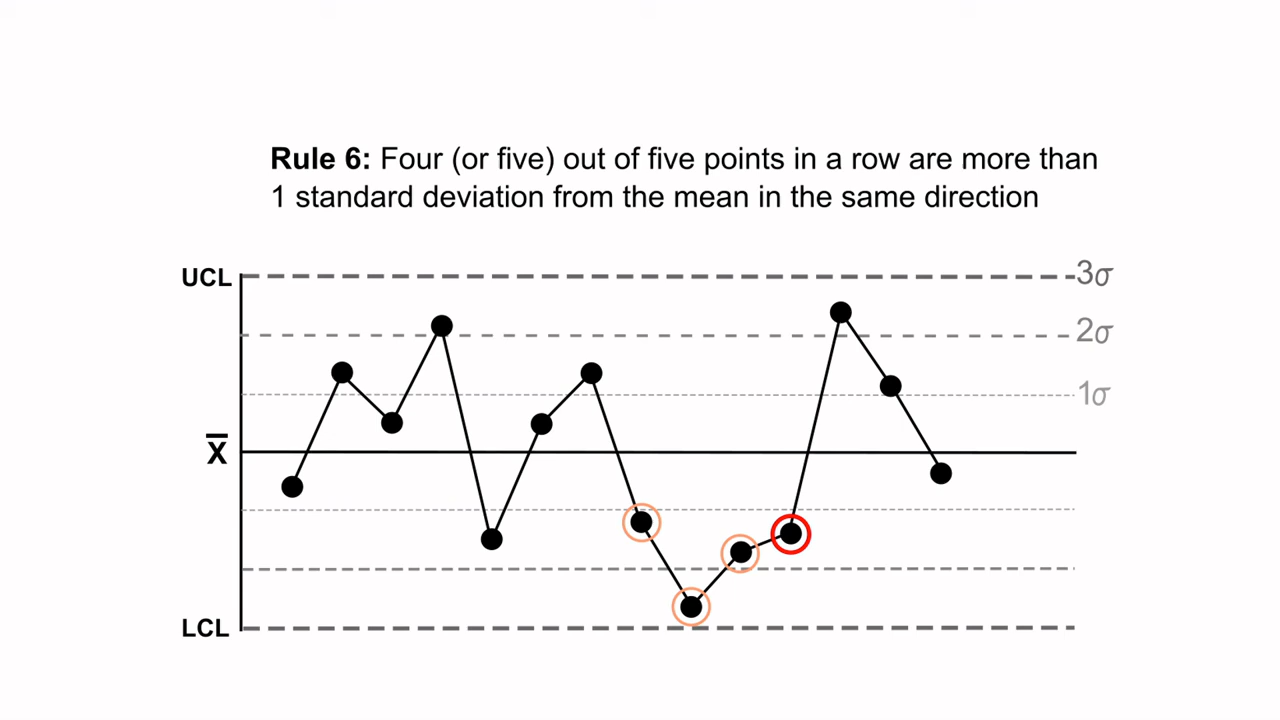 Rule 6: Four (or five) out of five points in a row are more than
1 standard deviation from the mean in the same direction
UCL
3σ
2σ
1σ
X̄
LCL